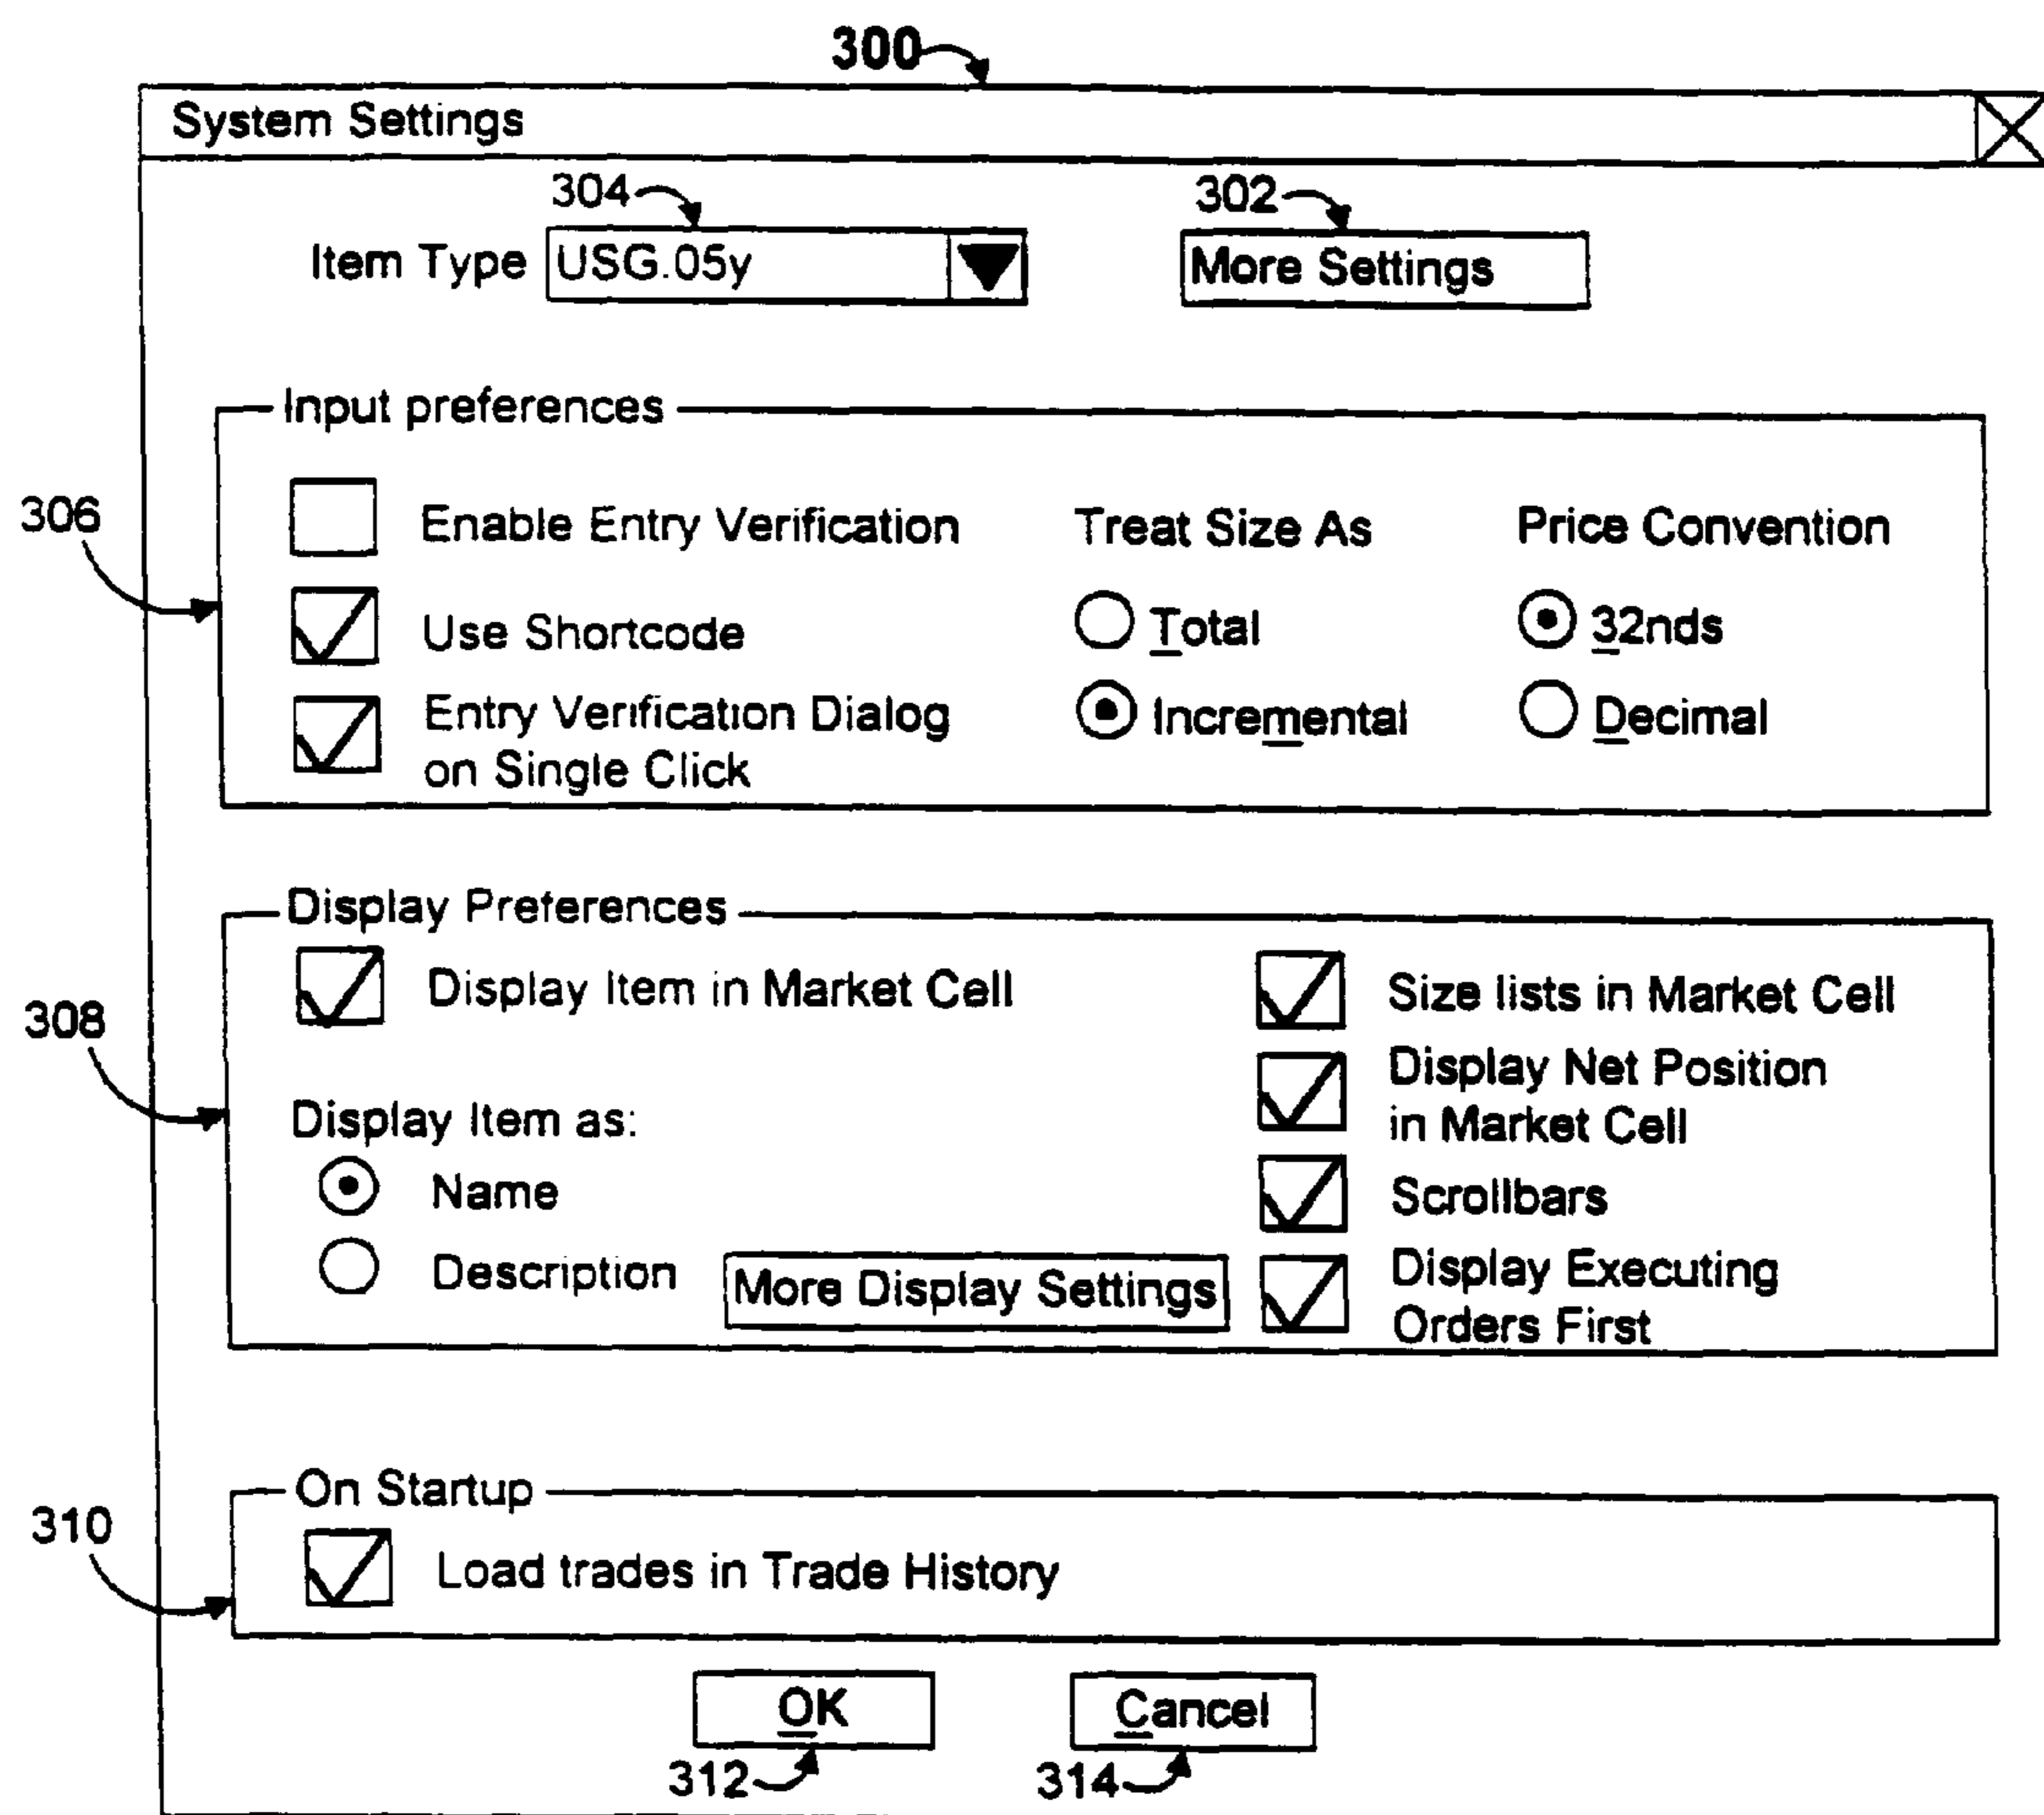 300
System Settings
304
302
Item Type USG.05y
More Settings
Input preferences
306
Enable Entry Verification
Treat Size As
Price Convention
Use Shortcode
Total
32nds
Entry Verification Dialog
on Single Click
Incremental
Decimal
Display Preferences
308
Display Item in Market Cell
Size lists in Market Cell
Display Net Position
in Market Cell
Display Item as:
Name
Scrollbars
Description
More Display Settings
Display Executing
Orders First
On Startup
310
Load trades in Trade History
OK
Cancel
312
314